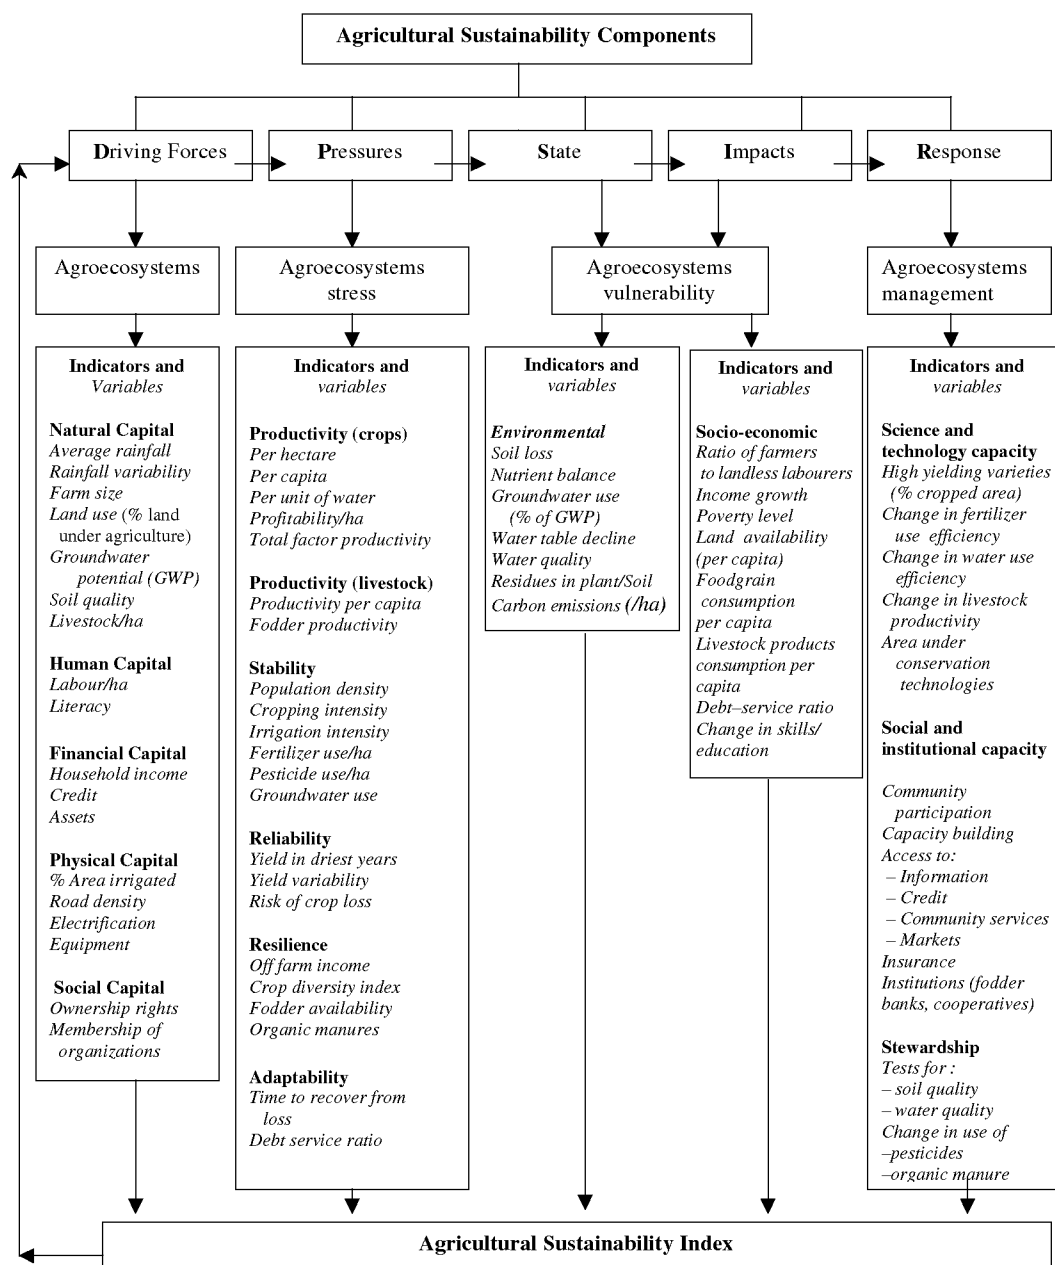 Agricultural Sustainability Components
Driving Forces
Pressures
State
Impacts
Response
Agroecosystems
Agroecosystems
stress
Agroecosystems
vulnerability
Agroecosystems
management
Indicators and
Variables
Natural Capital
Average rainfall
Rainfall variability
Farm size
Land use (% land
under agriculture)
Groundwater
potential (GWP)
Soil quality
Livestock/ha
Human Capital
Labour/ha
Literacy
Financial Capital
Household income
Credit
Assets
Physical Capital
% Area irrigated
Road density
Electrification
Equipment
Social Capital
Ownership rights
Membership of
organizations
Indicators and
variables
Productivity (crops)
Per hectare
Per capita
Per unit of water
Profitability/ha
Total factor productivity
Productivity (livestock)
Productivity per capita
Fodder productivity
Stability
Population density
Cropping intensity
Irrigation intensity
Fertilizer use/ha
Pesticide use/ha
Groundwater use
Reliability
Yield in driest years
Yield variability
Risk of crop loss
Resilience
Off farm income
Crop diversity index
Fodder availability
Organic manures
Adaptability
Time to recover from
loss
Debt service ratio
Indicators and
variables
Environmental
Soil loss
Nutrient balance
Groundwater use
(% of GWP)
Water table decline
Water quality
Residues in plant/Soil
Carbon emissions (/ha)
Indicators and
variables
Socio-economic
Ratio of farmers
to landless labourers
Income growth
Poverty level
Land availability
(per capita)
Foodgrain
consumption
per capita
Livestock products
consumption per
capita
Debt–service ratio
Change in skills/
education
Indicators and
variables
Science and
technology capacity
High yielding varieties
(% cropped area)
Change in fertilizer
use efficiency
Change in water use
efficiency
Change in livestock
productivity
Area under
conservation
technologies
Social and
institutional capacity
Community
participation
Capacity building
Access to:
– Information
– Credit
– Community services
– Markets
Insurance
Institutions (fodder
banks, cooperatives)
Stewardship
Tests for :
– soil quality
– water quality
Change in use of
–pesticides
–organic manure
Agricultural Sustainability Index